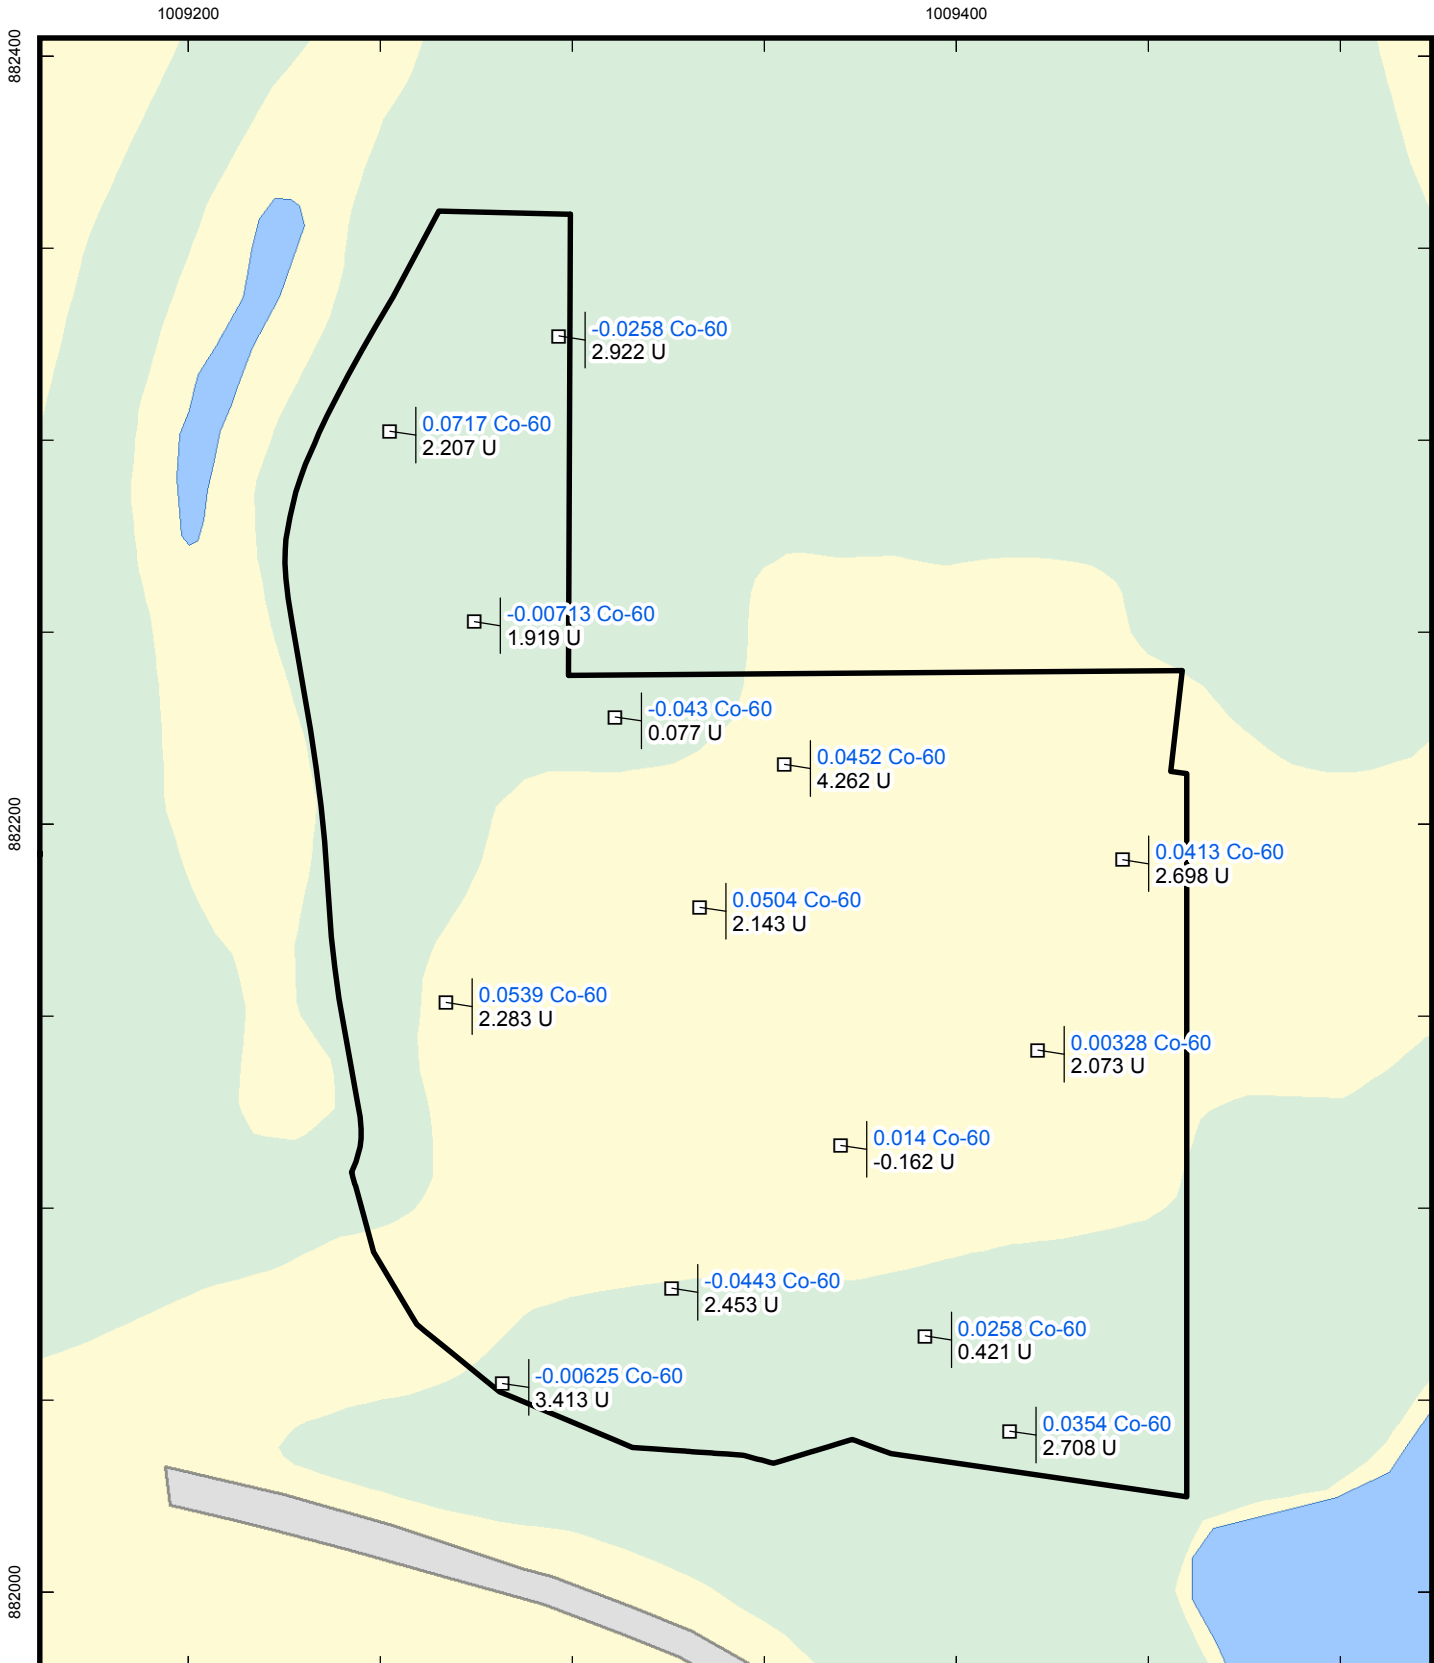 1009200
1009400
882400
-0.0258 Co-60
2.922 U
0.0717 Co-60
2.207 U
-0.00713 Co-60
1.919 U
-0.043 Co-60
0.077 U
0.0452 Co-60
4.262 U
882200
0.0413 Co-60
2.698 U
0.0504 Co-60
2.143 U
0.0539 Co-60
2.283 U
0.00328 Co-60
2.073 U
0.014 Co-60
-0.162 U
-0.0443 Co-60
2.453 U
0.0258 Co-60
0.421 U
-0.00625 Co-60
3.413 U
0.0354 Co-60
2.708 U
882000